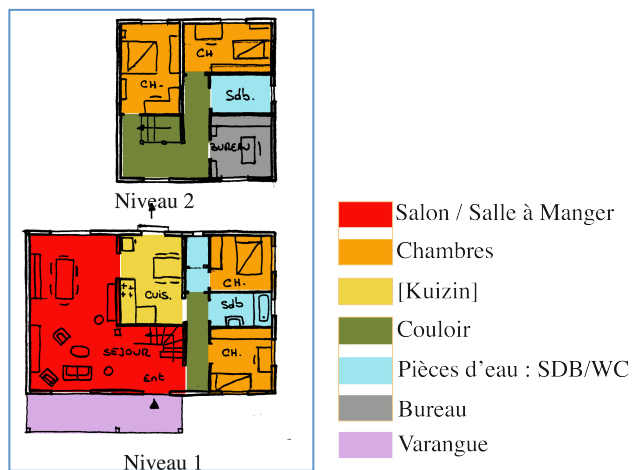 CH
CH-
Sdb.
BUREAU
Niveau 2
CUIS.
CH.
Sdb
SEJOUR
CH.
Ent
Niveau 1
Salon / Salle à Manger
Chambres
[Kuizin]
Couloir
Pièces d'eau : SDB/WC
Bureau
Varangue